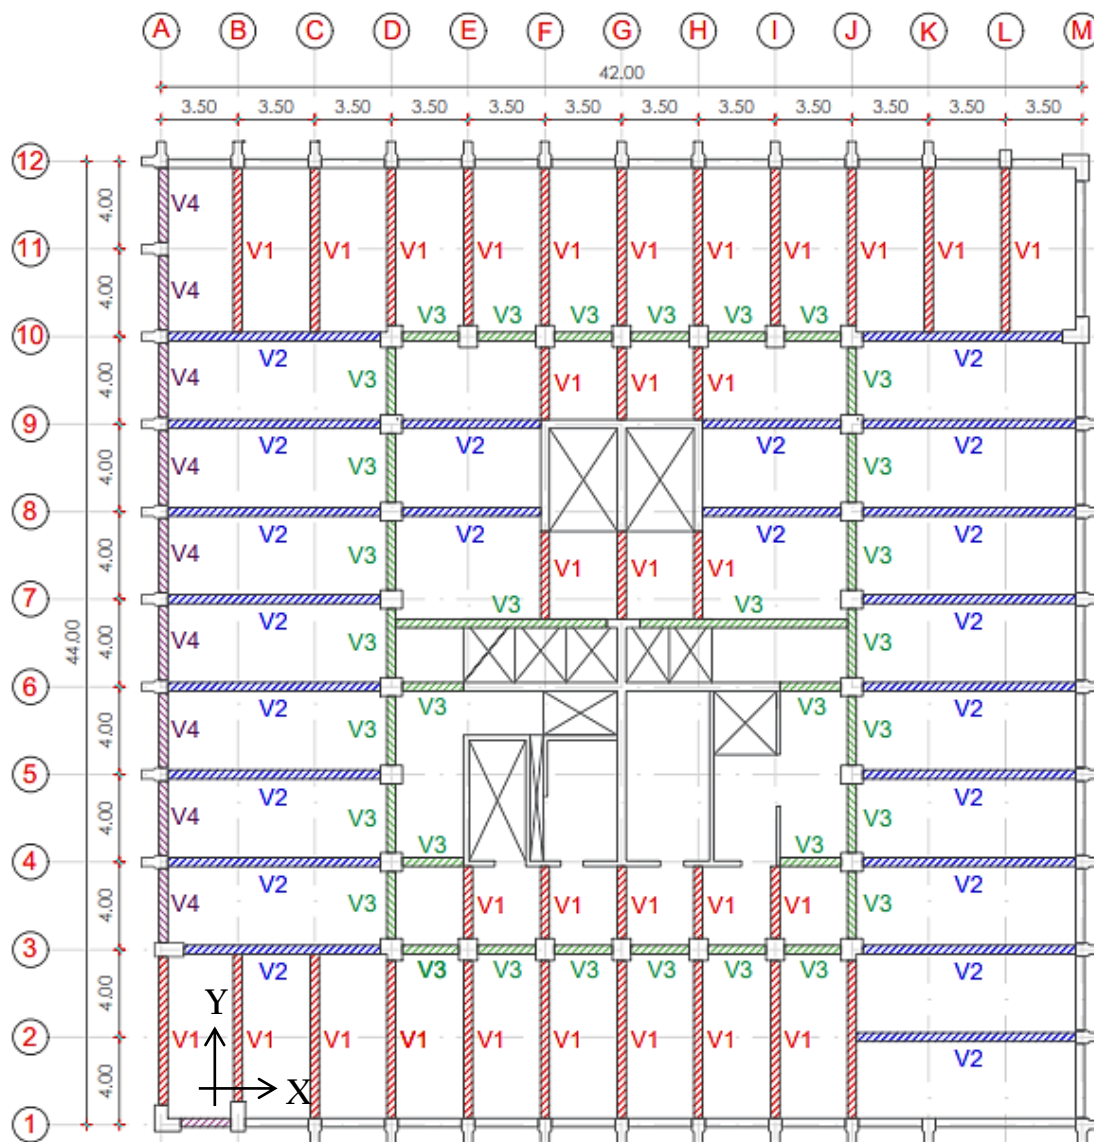 A B C D E F G H I J K L M
42.00
3.50 3.50 3.50 3.50 3.50 3.50 3.50 3.50 3.50 3.50 3.50 3.50
12
4.00
V4
11
V1 V1 V1 V1 V1 V1 V1 V1 V1 V1 V1
4.00
V4
V3 V3 V3 V3 V3 V3
10
V2 V2
4.00
V4 V3 V1 V1 V1 V3
9
V2 V2 V2 V2
4.00
V4 V3 V3
8
V2 V2 V2 V2
4.00
V4 V3 V1 V1 V1 V3
7
V3 V3
V2 V2
44.00
4.00
V4 V3 V3
6
V2 V3 V3 V2
4.00
V4 V3 V3
5
V2 V2
4.00
V4 V3 V3 V3 V3
4
V2 V2
4.00
V4 V3 V1 V1 V1 V1 V1 V3
3
V2 V3 V3 V3 V3 V3 V3 V2
4.00
Y
2
V1 V1 V1 V1 V1 V1 V1 V1 V1
V2
4.00
X
1